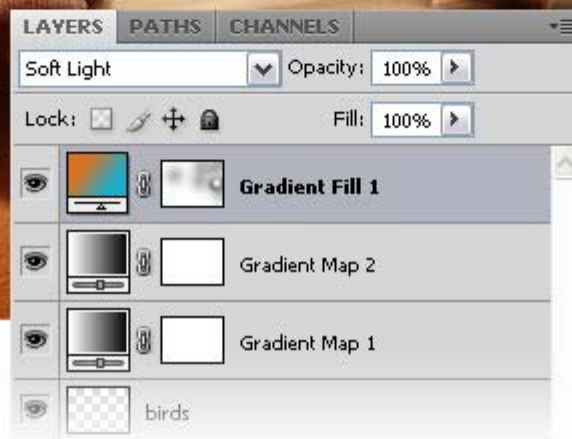 LAYERS PATHS CHANNELS
Soft Light Opacity: 100%
Lock: Fill: 100%
Gradient Fill 1
Gradient Map 2
Gradient Map 1
birds